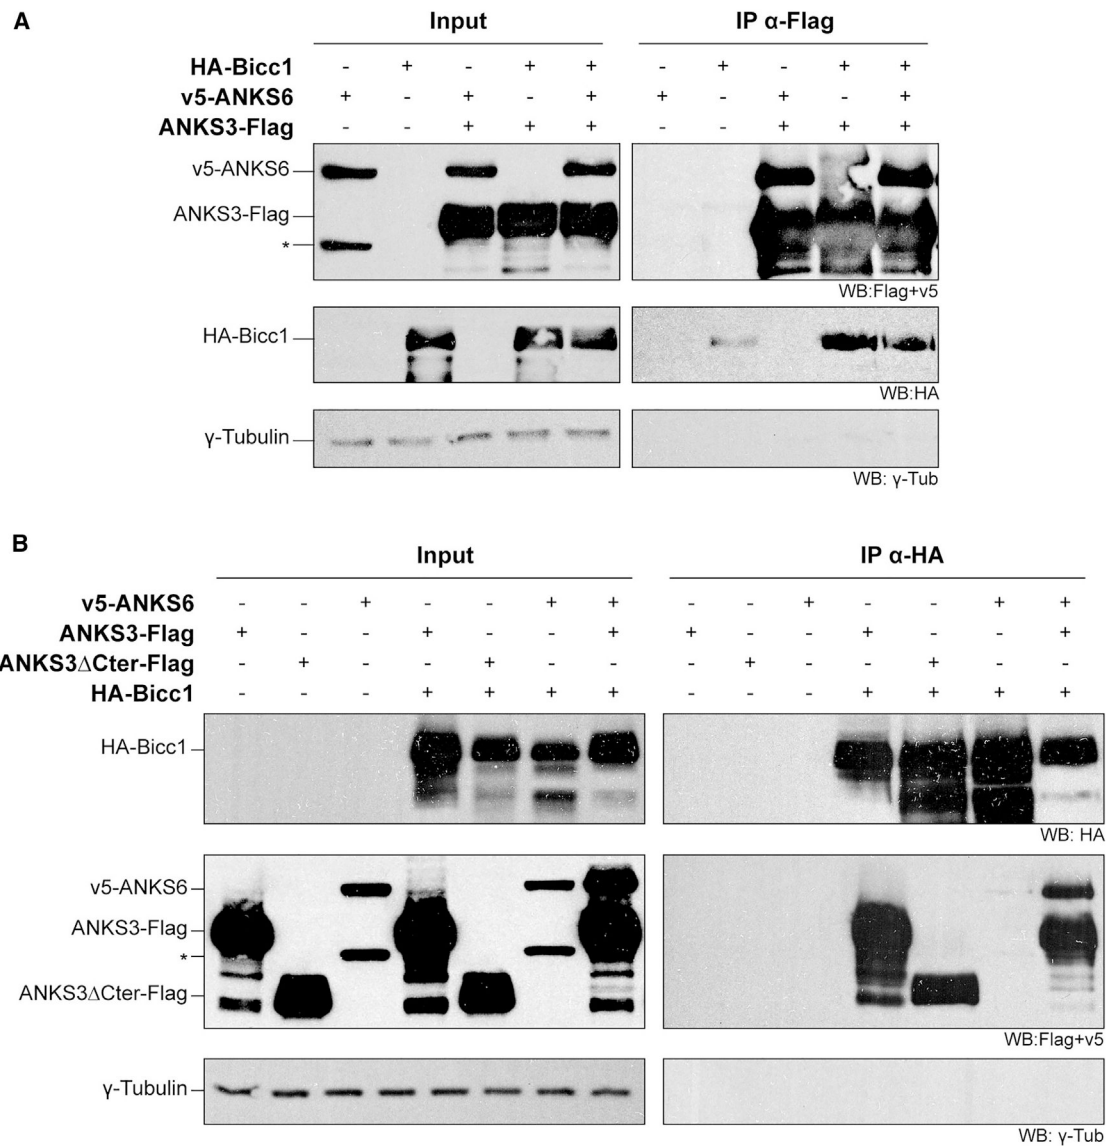 A
Input IP α-Flag
HA-Bicc1 - + - + + - + - + +
v5-ANKS6 + - + - + + - + - +
ANKS3-Flag - - + + + - - + + +
v5-ANKS6
ANKS3-Flag
*
WB:Flag+v5
HA-Bicc1
WB:HA
γ-Tubulin
WB: γ-Tub
B
Input IP α-HA
v5-ANKS6 - - + - - + + - - + - - + +
ANKS3-Flag + - - + - - + + - - + - - +
ANKS3ΔCter-Flag - + - - + - - - + - - + - -
HA-Bicc1 - - - + + + + - - - + + + +
HA-Bicc1
WB: HA
v5-ANKS6
ANKS3-Flag
*
ANKS3ΔCter-Flag
WB:Flag+v5
γ-Tubulin
WB: γ-Tub